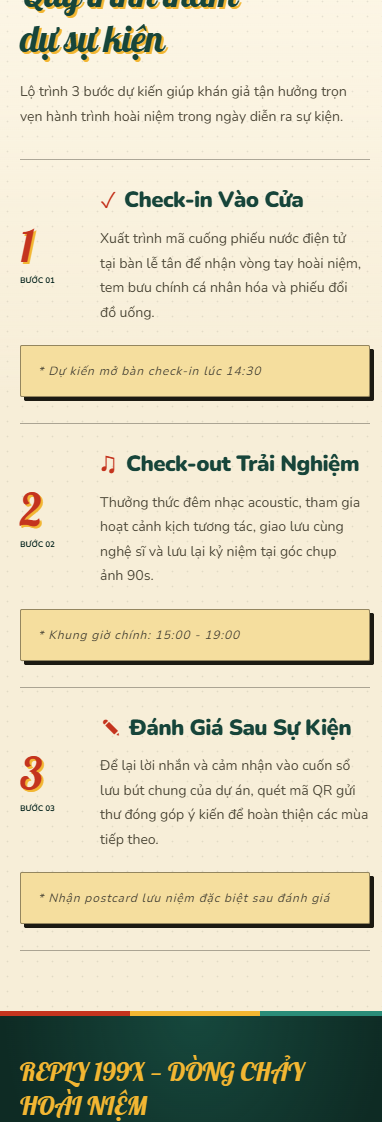 Quy trình tham
dự sự kiện
Lộ trình 3 bước dự kiến giúp khán giả tận hưởng trọn
vẹn hành trình hoài niệm trong ngày diễn ra sự kiện.
✓ Check-in Vào Cửa
1
BƯỚC 01
Xuất trình mã cuống phiếu nước điện tử
tại bàn lễ tân để nhận vòng tay hoài niệm,
tem bưu chính cá nhân hóa và phiếu đổi
đồ uống.
* Dự kiến mở bàn check-in lúc 14:30
♫ Check-out Trải Nghiệm
2
BƯỚC 02
Thưởng thức đêm nhạc acoustic, tham gia
hoạt cảnh kịch tương tác, giao lưu cùng
nghệ sĩ và lưu lại kỷ niệm tại góc chụp
ảnh 90s.
* Khung giờ chính: 15:00 - 19:00
✎ Đánh Giá Sau Sự Kiện
3
BƯỚC 03
Để lại lời nhắn và cảm nhận vào cuốn sổ
lưu bút chung của dự án, quét mã QR gửi
thư đóng góp ý kiến để hoàn thiện các mùa
tiếp theo.
* Nhận postcard lưu niệm đặc biệt sau đánh giá
REPLY 199X – DÒNG CHẢY
HOÀI NIỆM